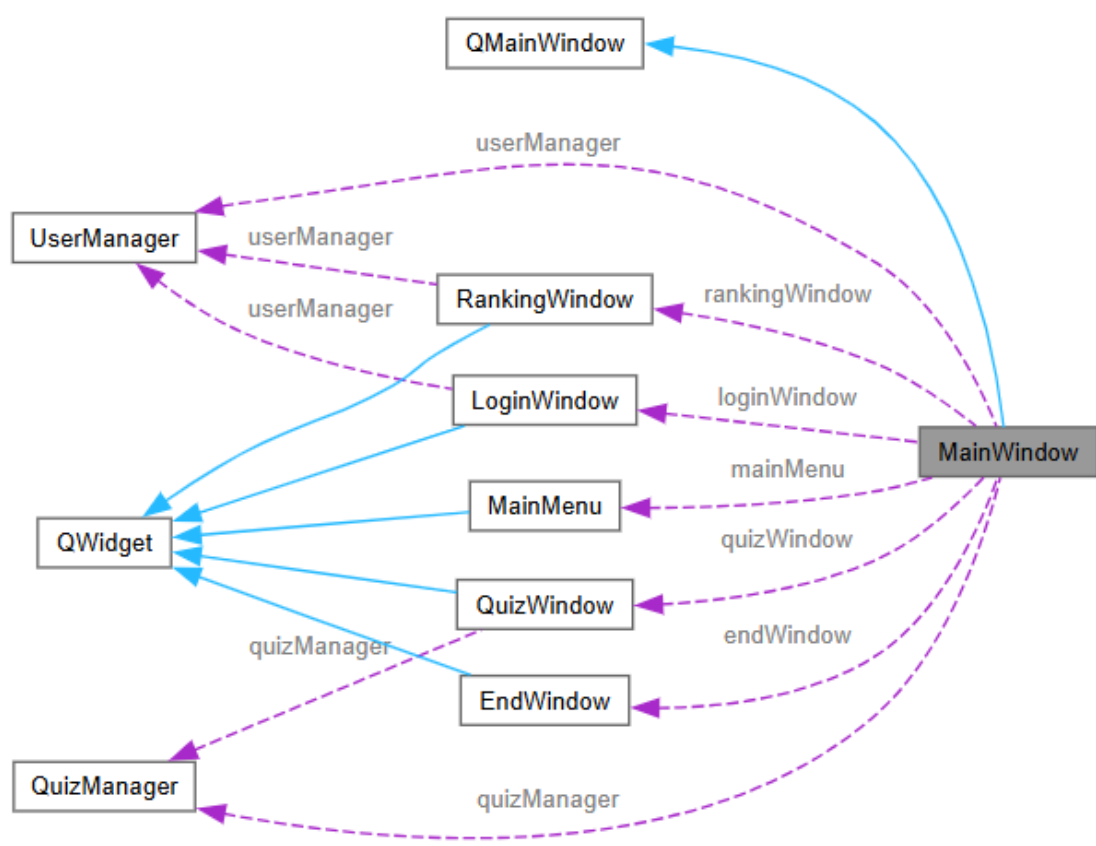 QMainWindow
userManager
UserManager
userManager
userManager
RankingWindow
rankingWindow
LoginWindow
loginWindow
MainWindow
mainMenu
MainMenu
QWidget
quizWindow
QuizWindow
quizManager
endWindow
EndWindow
QuizManager
quizManager